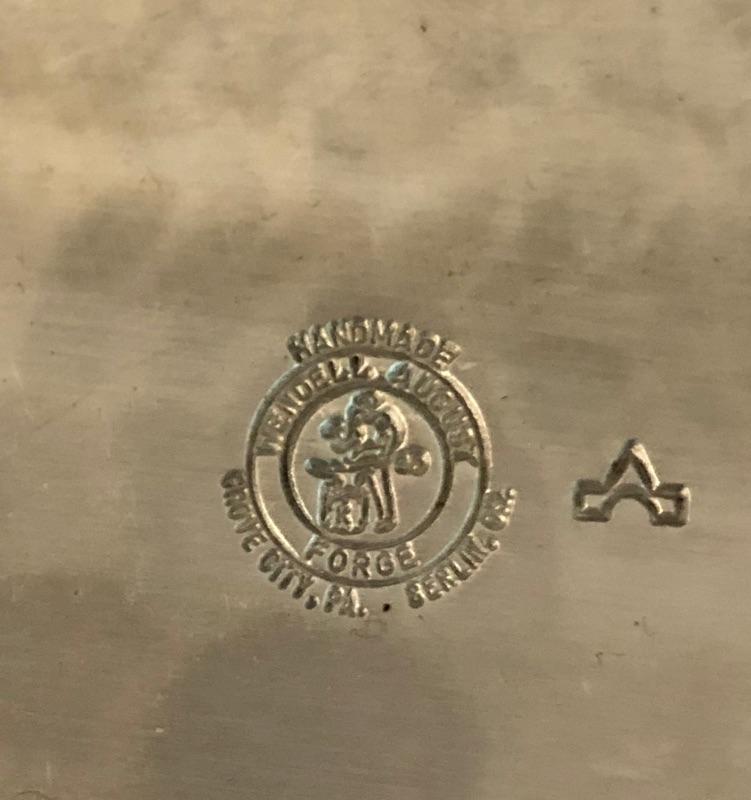 HANDMADE
WENDELL AUGUST
FORGE
GROVE CITY, PA. • BERLIN, OH.